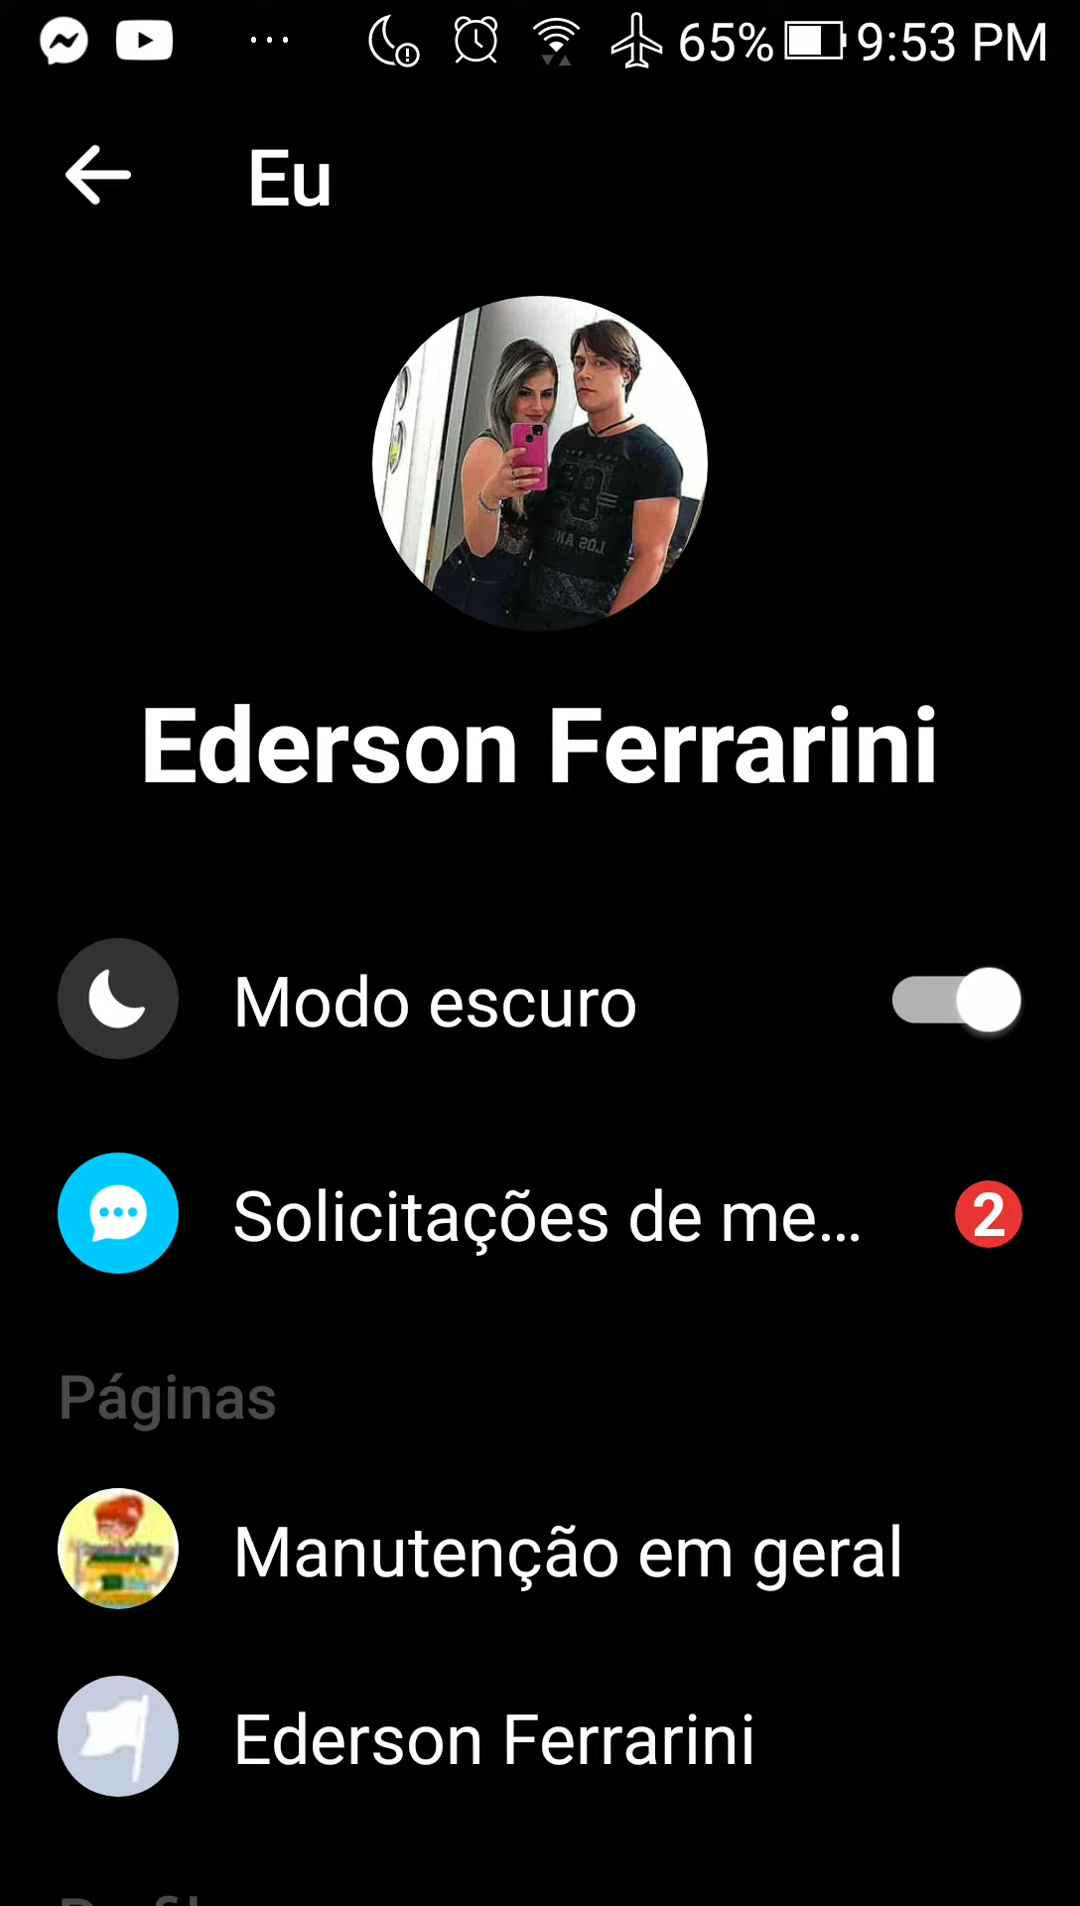 65% 9:53 PM
Eu
Ederson Ferrarini
Modo escuro
Solicitações de me... 2
Páginas
Manutenção em geral
Ederson Ferrarini